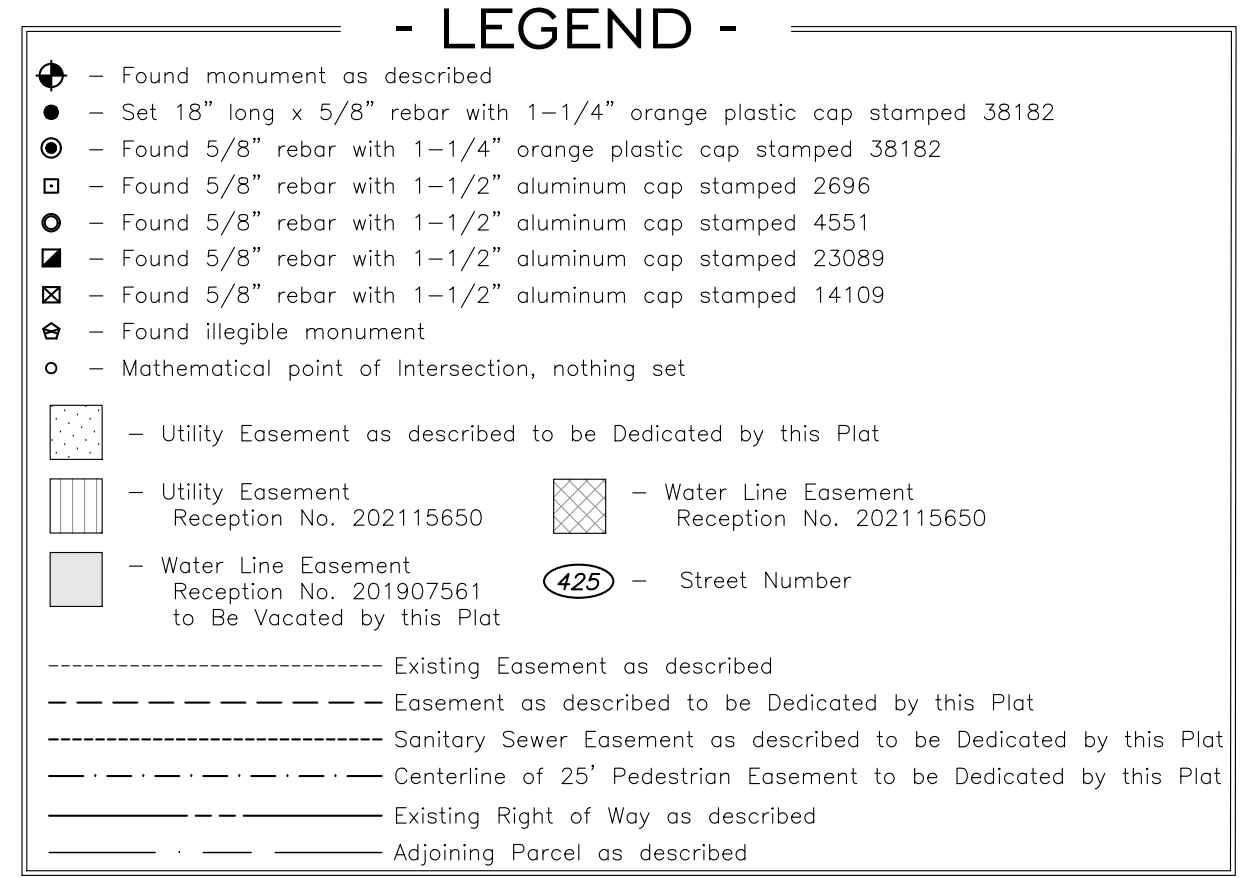 - LEGEND -
– Found monument as described
– Set 18" long x 5/8" rebar with 1–1/4" orange plastic cap stamped 38182
– Found 5/8" rebar with 1–1/4" orange plastic cap stamped 38182
– Found 5/8" rebar with 1–1/2" aluminum cap stamped 2696
– Found 5/8" rebar with 1–1/2" aluminum cap stamped 4551
– Found 5/8" rebar with 1–1/2" aluminum cap stamped 23089
– Found 5/8" rebar with 1–1/2" aluminum cap stamped 14109
– Found illegible monument
– Mathematical point of Intersection, nothing set
– Utility Easement as described to be Dedicated by this Plat
– Utility Easement
Reception No. 202115650
– Water Line Easement
Reception No. 202115650
– Water Line Easement
Reception No. 201907561
to Be Vacated by this Plat
425 – Street Number
Existing Easement as described
Easement as described to be Dedicated by this Plat
Sanitary Sewer Easement as described to be Dedicated by this Plat
Centerline of 25' Pedestrian Easement to be Dedicated by this Plat
Existing Right of Way as described
Adjoining Parcel as described